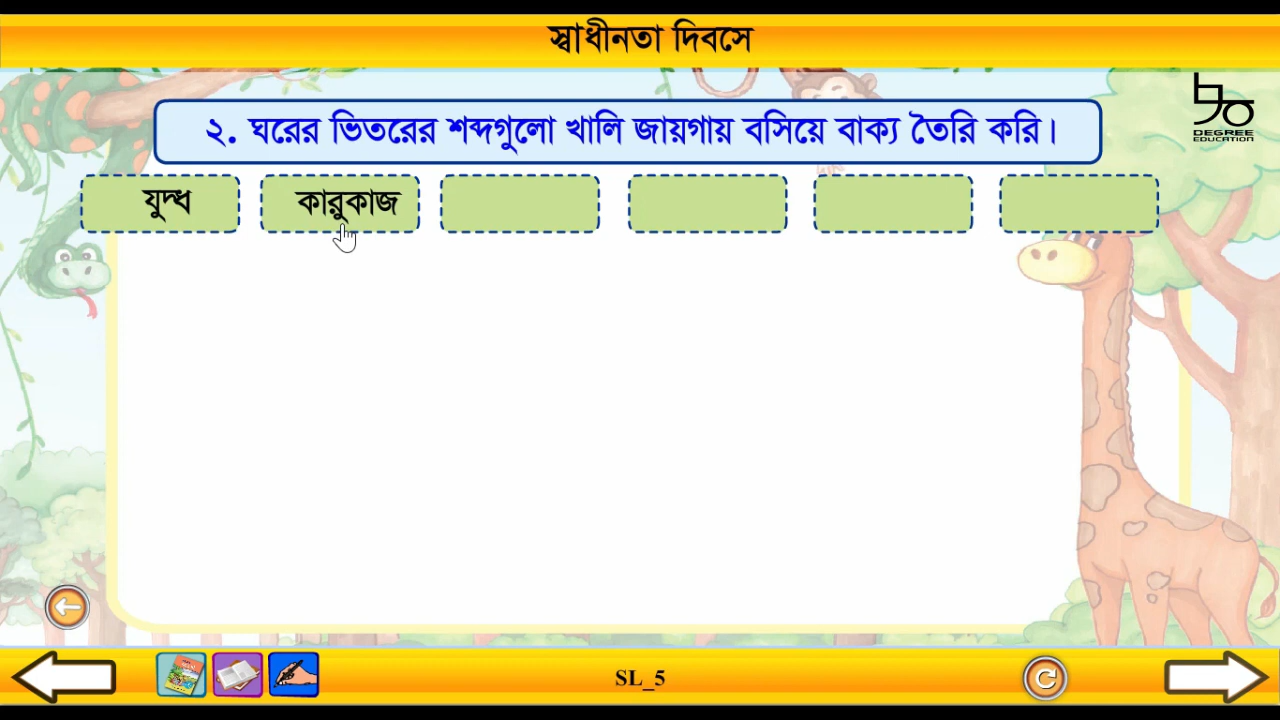 স্বাধীনতা দিবসে
২. ঘরের ভিতরের শব্দগুলো খালি জায়গায় বসিয়ে বাক্য তৈরি করি।
যুদ্ধ কারুকাজ
DEGREE
EDUCATION
SL_5